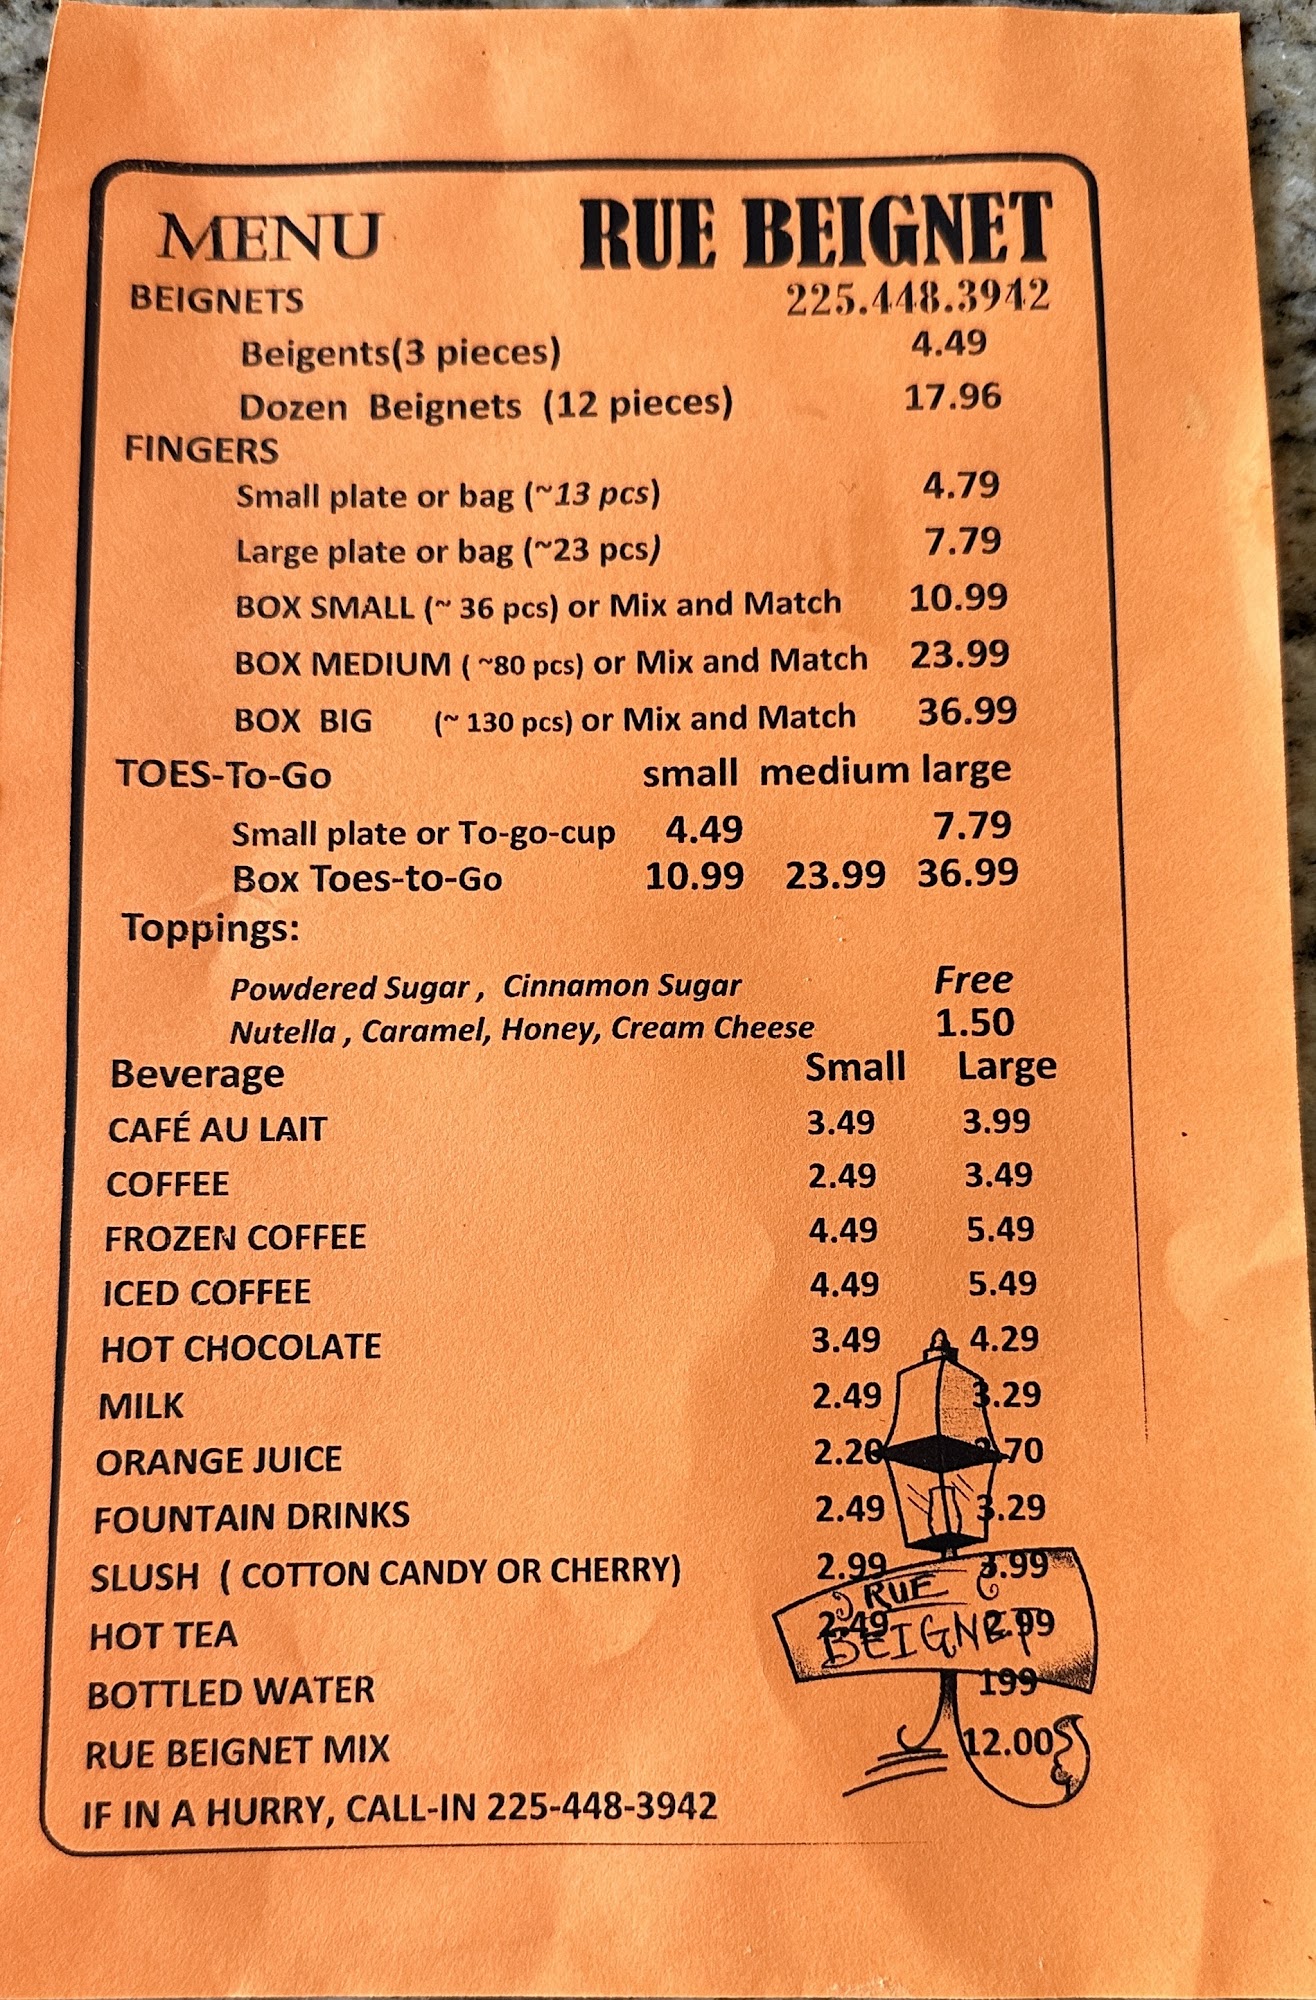 MENU RUE BEIGNET
BEIGNETS 225.448.3942
Beigents(3 pieces) 4.49
Dozen Beignets (12 pieces) 17.96
FINGERS
Small plate or bag (~13 pcs) 4.79
Large plate or bag (~23 pcs) 7.79
BOX SMALL (~ 36 pcs) or Mix and Match 10.99
BOX MEDIUM ( ~80 pcs) or Mix and Match 23.99
BOX BIG (~ 130 pcs) or Mix and Match 36.99
TOES-To-Go small medium large
Small plate or To-go-cup 4.49 7.79
Box Toes-to-Go 10.99 23.99 36.99
Toppings:
Powdered Sugar , Cinnamon Sugar Free
Nutella , Caramel, Honey, Cream Cheese 1.50
Beverage Small Large
CAFÉ AU LAIT 3.49 3.99
COFFEE 2.49 3.49
FROZEN COFFEE 4.49 5.49
ICED COFFEE 4.49 5.49
HOT CHOCOLATE 3.49 4.29
MILK 2.49 3.29
ORANGE JUICE
FOUNTAIN DRINKS 2.49 3.29
SLUSH ( COTTON CANDY OR CHERRY) 2.99 3.99
RUE
HOT TEA 2.49 2.99
BEIGNET
BOTTLED WATER 199
RUE BEIGNET MIX 12.00
IF IN A HURRY, CALL-IN 225-448-3942